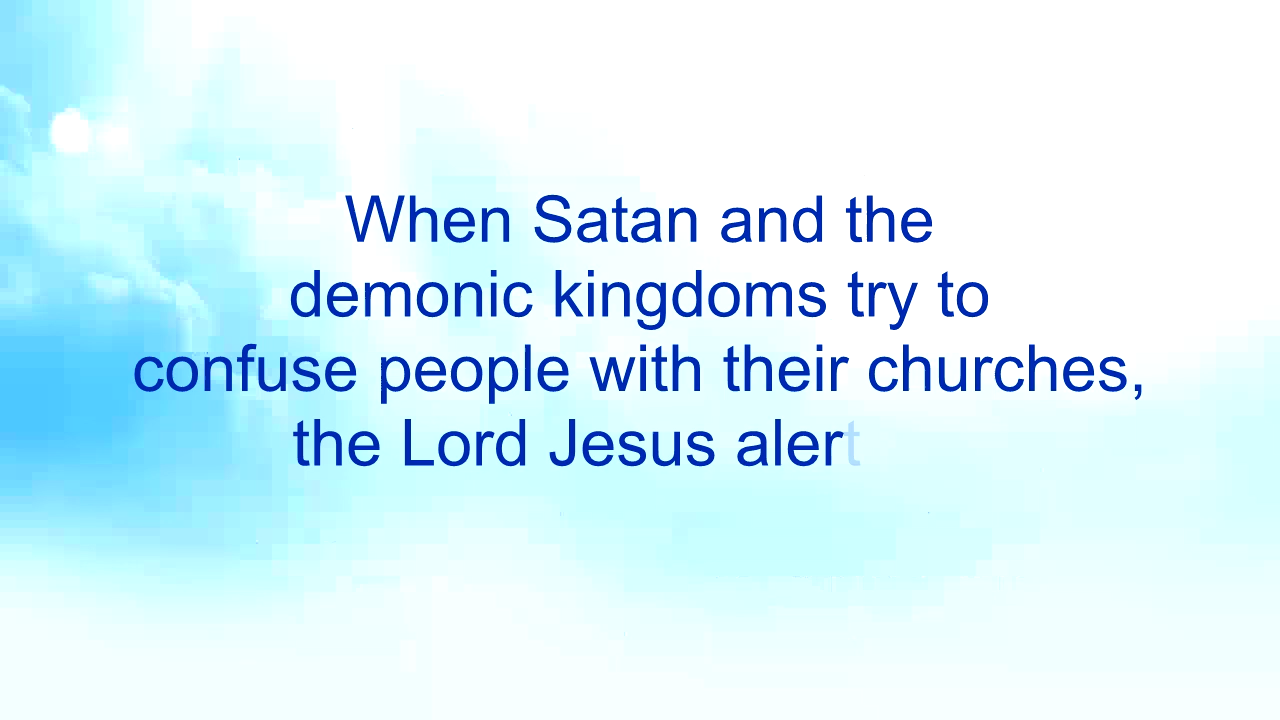 When Satan and the
demonic kingdoms try to
confuse people with their churches,
the Lord Jesus alert